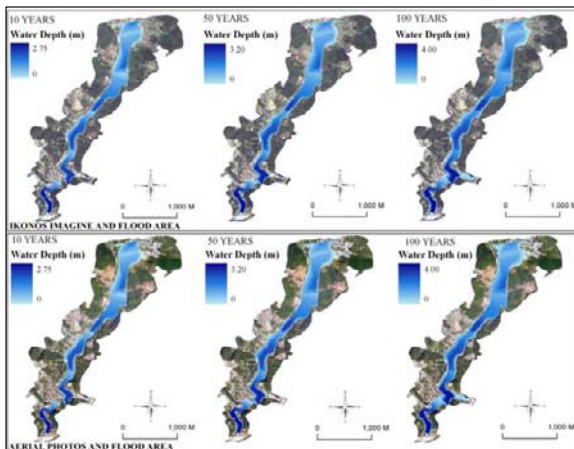 10 YEARS
50 YEARS
100 YEARS
Water Depth (m)
Water Depth (m)
Water Depth (m)
2.75
3.20
4.00
0
0
0
0 1,000 M
0 1,000 M
0 1,000 M
IKONOS IMAGINE AND FLOOD AREA
10 YEARS
50 YEARS
100 YEARS
Water Depth (m)
Water Depth (m)
Water Depth (m)
2.75
3.20
4.00
0
0
0
0 1,000 M
0 1,000 M
0 1,000 M
AERIAL PHOTOS AND FLOOD AREA